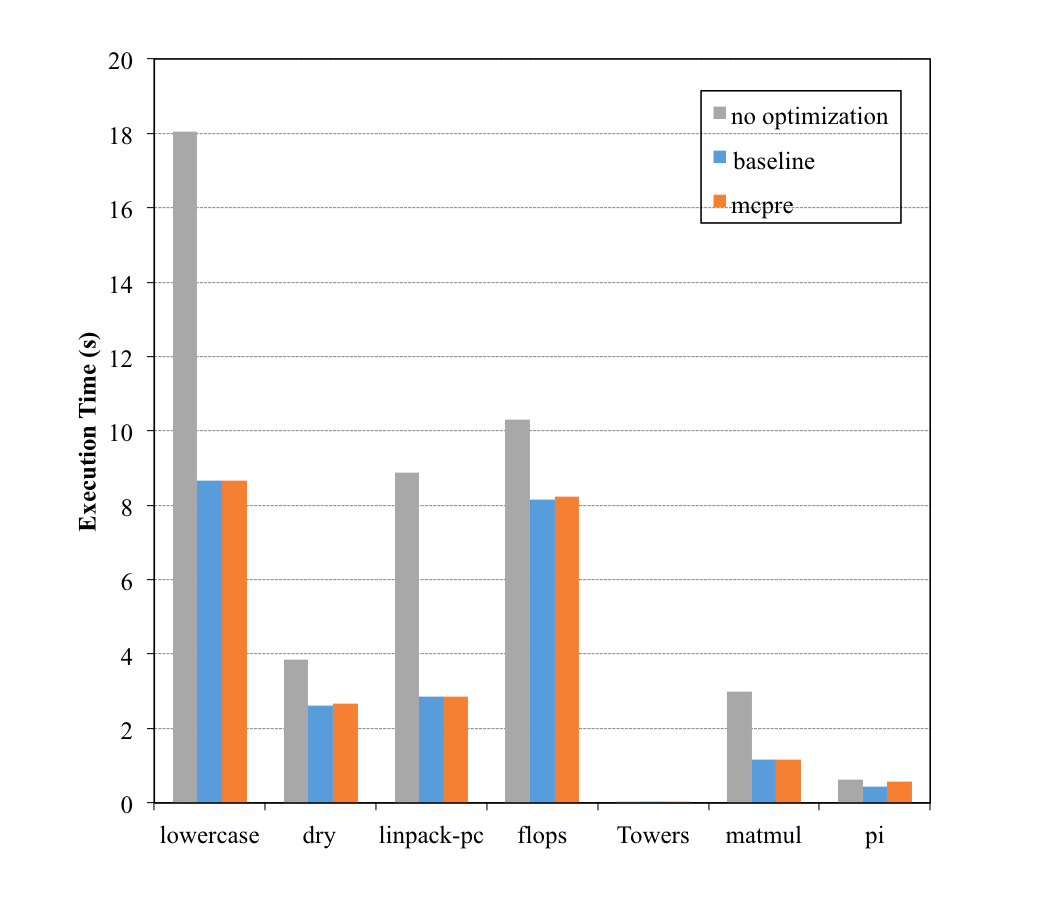 20
18
16
14
12
10
8
6
4
2
0
Execution Time (s)
no optimization
baseline
mcpre
lowercase dry linpack-pc flops Towers matmul pi